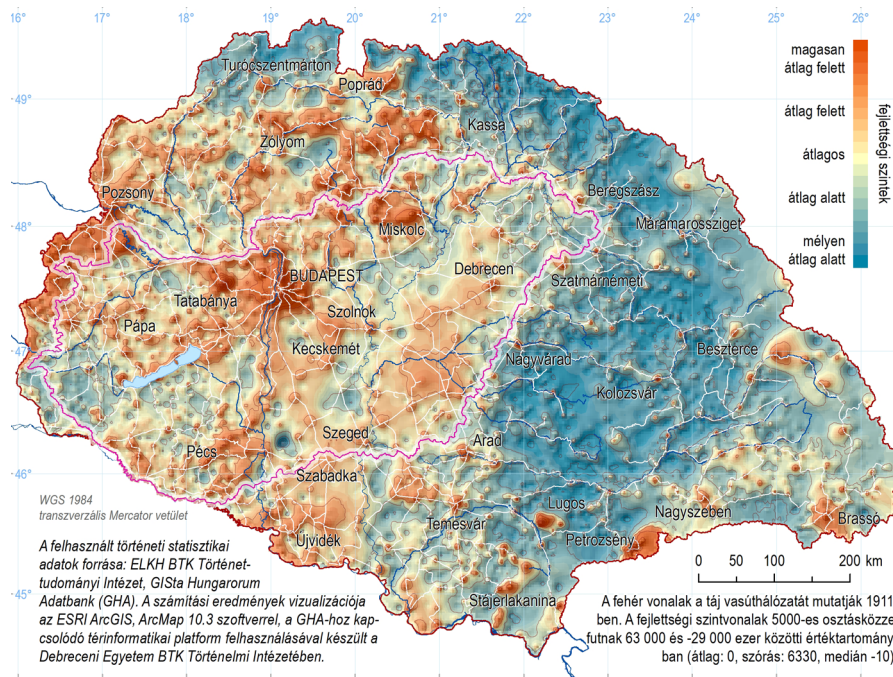 16° 17° 18° 19° 20° 21° 22° 23° 24° 25° 26°
magasan
átlag felett
átlag felett
átlagos
átlag alatt
mélyen
átlag alatt
fejlettségi szintek
Turócszentmárton
Poprád
-49°
Kassa
Zólyom
Pozsony
Beregszász
-48°
Miskolc
Máramarossziget
Debrecen
BUDAPEST
Szatmárnémeti
Tatabánya
Szolnok
Pápa
Kecskemét
Beszterce
-47°
Nagyvárad
Kolozsvár
Szeged
Arad
Pécs
-46°
Szabadka
Lugos
Nagyszeben
Temesvár
Brassó
Újvidék
Petrozsény
-45°
Stájerlakanina
WGS 1984
transzverzális Mercator vetület
A felhasznált történeti statisztikai
adatok forrása: ELKH BTK Történet-
tudományi Intézet, GISta Hungarorum
Adatbank (GHA). A számítási eredmények vizualizációja
az ESRI ArcGIS, ArcMap 10.3 szoftverrel, a GHA-hoz kap-
csolódó térinformatikai platform felhasználásával készült a
Debreceni Egyetem BTK Történelmi Intézetében.
0 50 100 200 km
A fehér vonalak a táj vasúthálózatát mutatják 1911
ben. A fejlettségi szintvonalak 5000-es osztásközze
futnak 63 000 és -29 000 ezer közötti értéktartomány
ban (átlag: 0, szórás: 6330, medián -10)